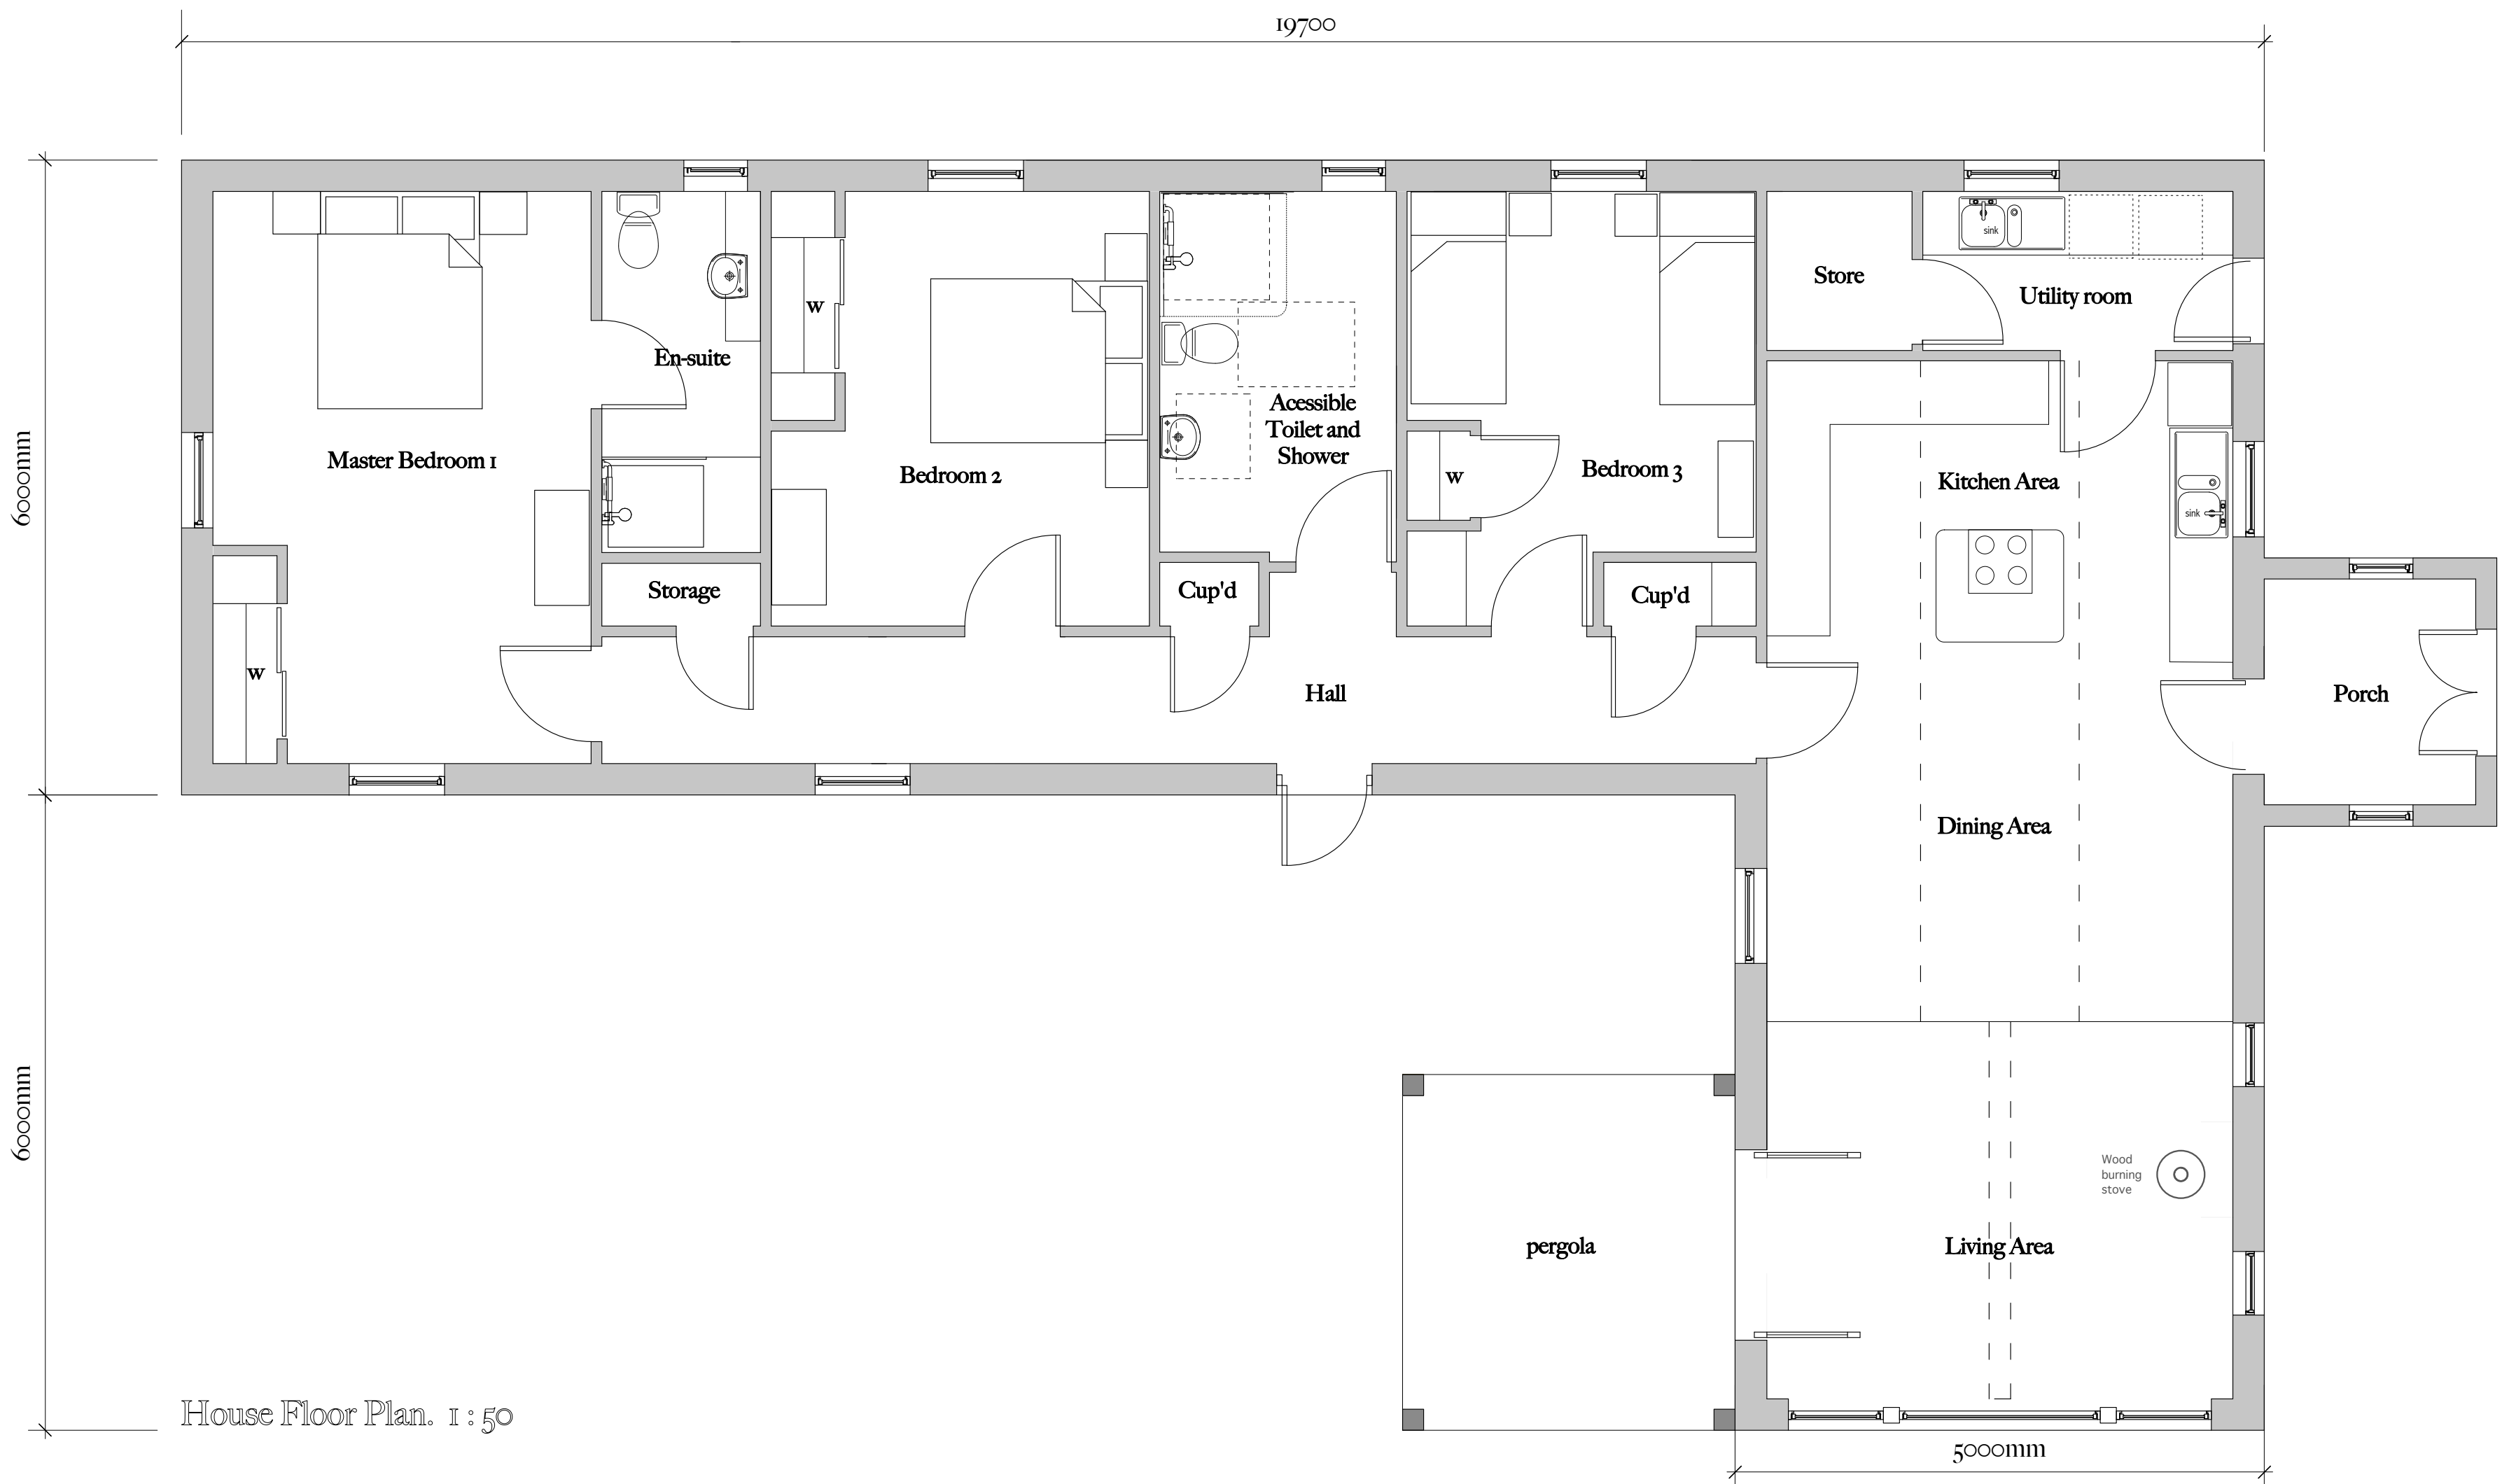 19700
6000mm
Store
sink
Utility room
w
En-suite
Acessible
Toilet and
Shower
Master Bedroom 1
Bedroom 2
w
Bedroom 3
Kitchen Area
sink
Storage
Cup'd
Cup'd
w
Hall
Porch
Dining Area
6000mm
Wood
burning
stove
pergola
Living Area
House Floor Plan. 1 : 50
5000mm